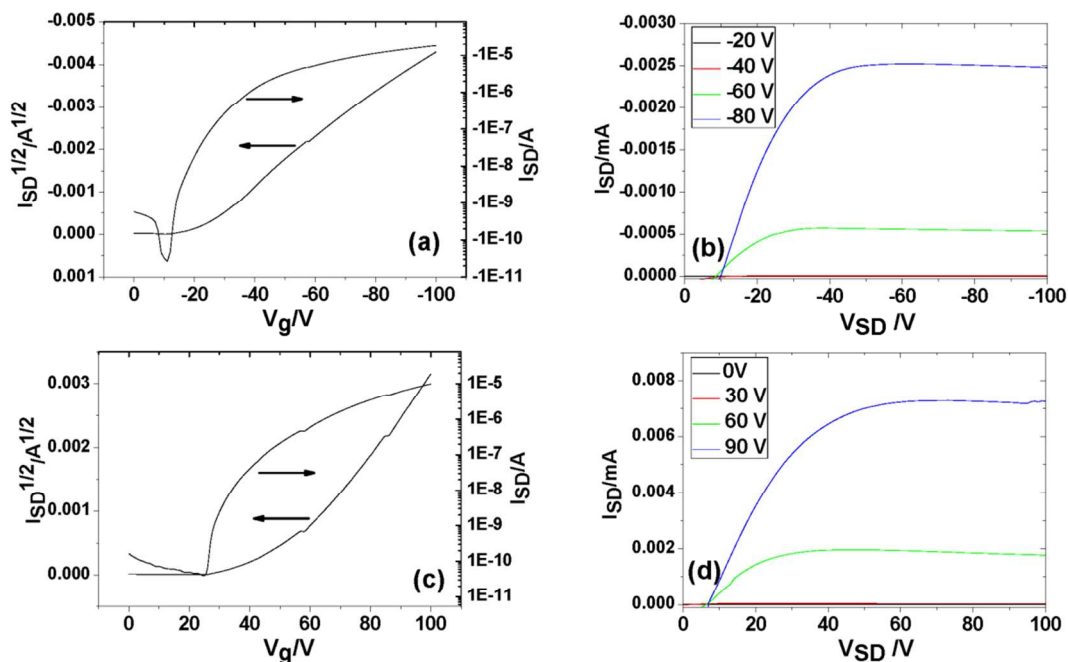 -0.005
-0.004
-0.003
-0.002
-0.001
0.000
0.001
I_SD^1/2/A^1/2
-1E-5
-1E-6
-1E-7
-1E-8
-1E-9
-1E-10
-1E-11
I_SD/A
(a)
0 -20 -40 -60 -80 -100
V_g/V
-0.0030
-0.0025
-0.0020
-0.0015
-0.0010
-0.0005
0.0000
I_SD/mA
-20 V
-40 V
-60 V
-80 V
(b)
0 -20 -40 -60 -80 -100
V_SD /V
0.003
0.002
0.001
0.000
I_SD^1/2/A^1/2
1E-5
1E-6
1E-7
1E-8
1E-9
1E-10
1E-11
I_SD/A
(c)
0 20 40 60 80 100
V_g/V
0.008
0.006
0.004
0.002
0.000
I_SD/mA
0V
30 V
60 V
90 V
(d)
0 20 40 60 80 100
V_SD /V